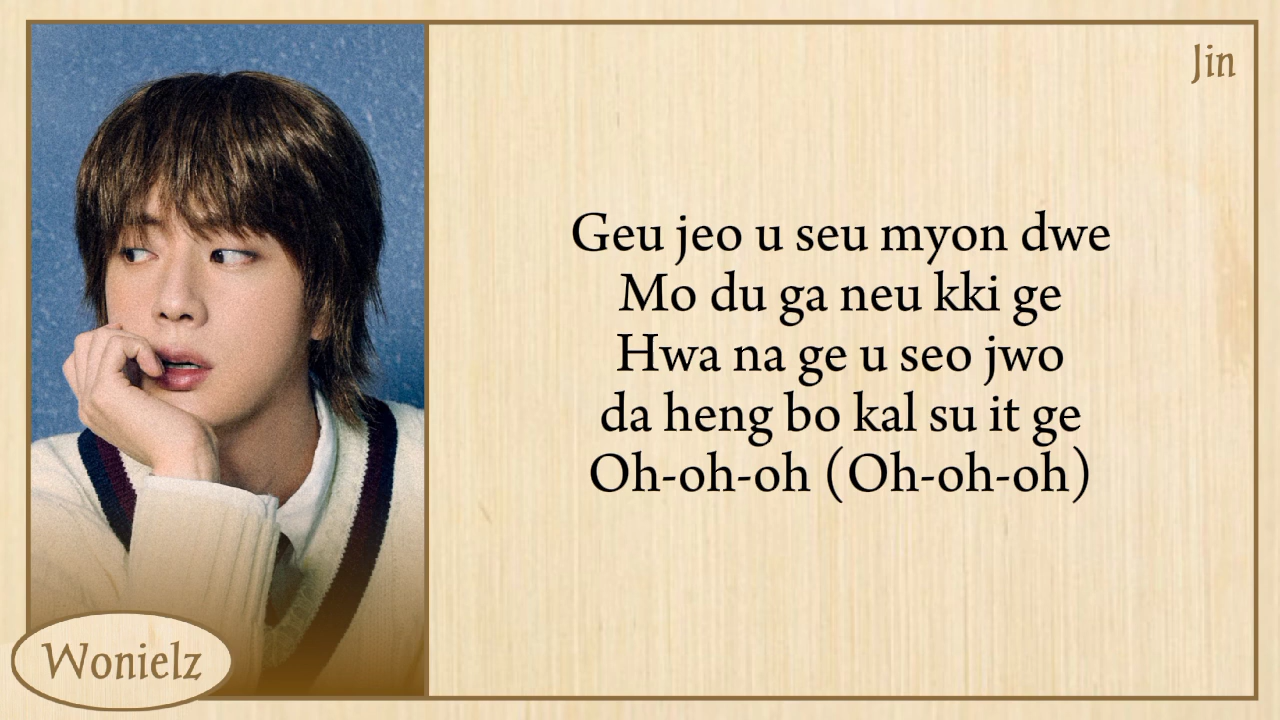 Jin
Geu jeo u seu myon dwe
Mo du ga neu kki ge
Hwa na ge u seo jwo
da heng bo kal su it ge
Oh-oh-oh (Oh-oh-oh)
Wonielz